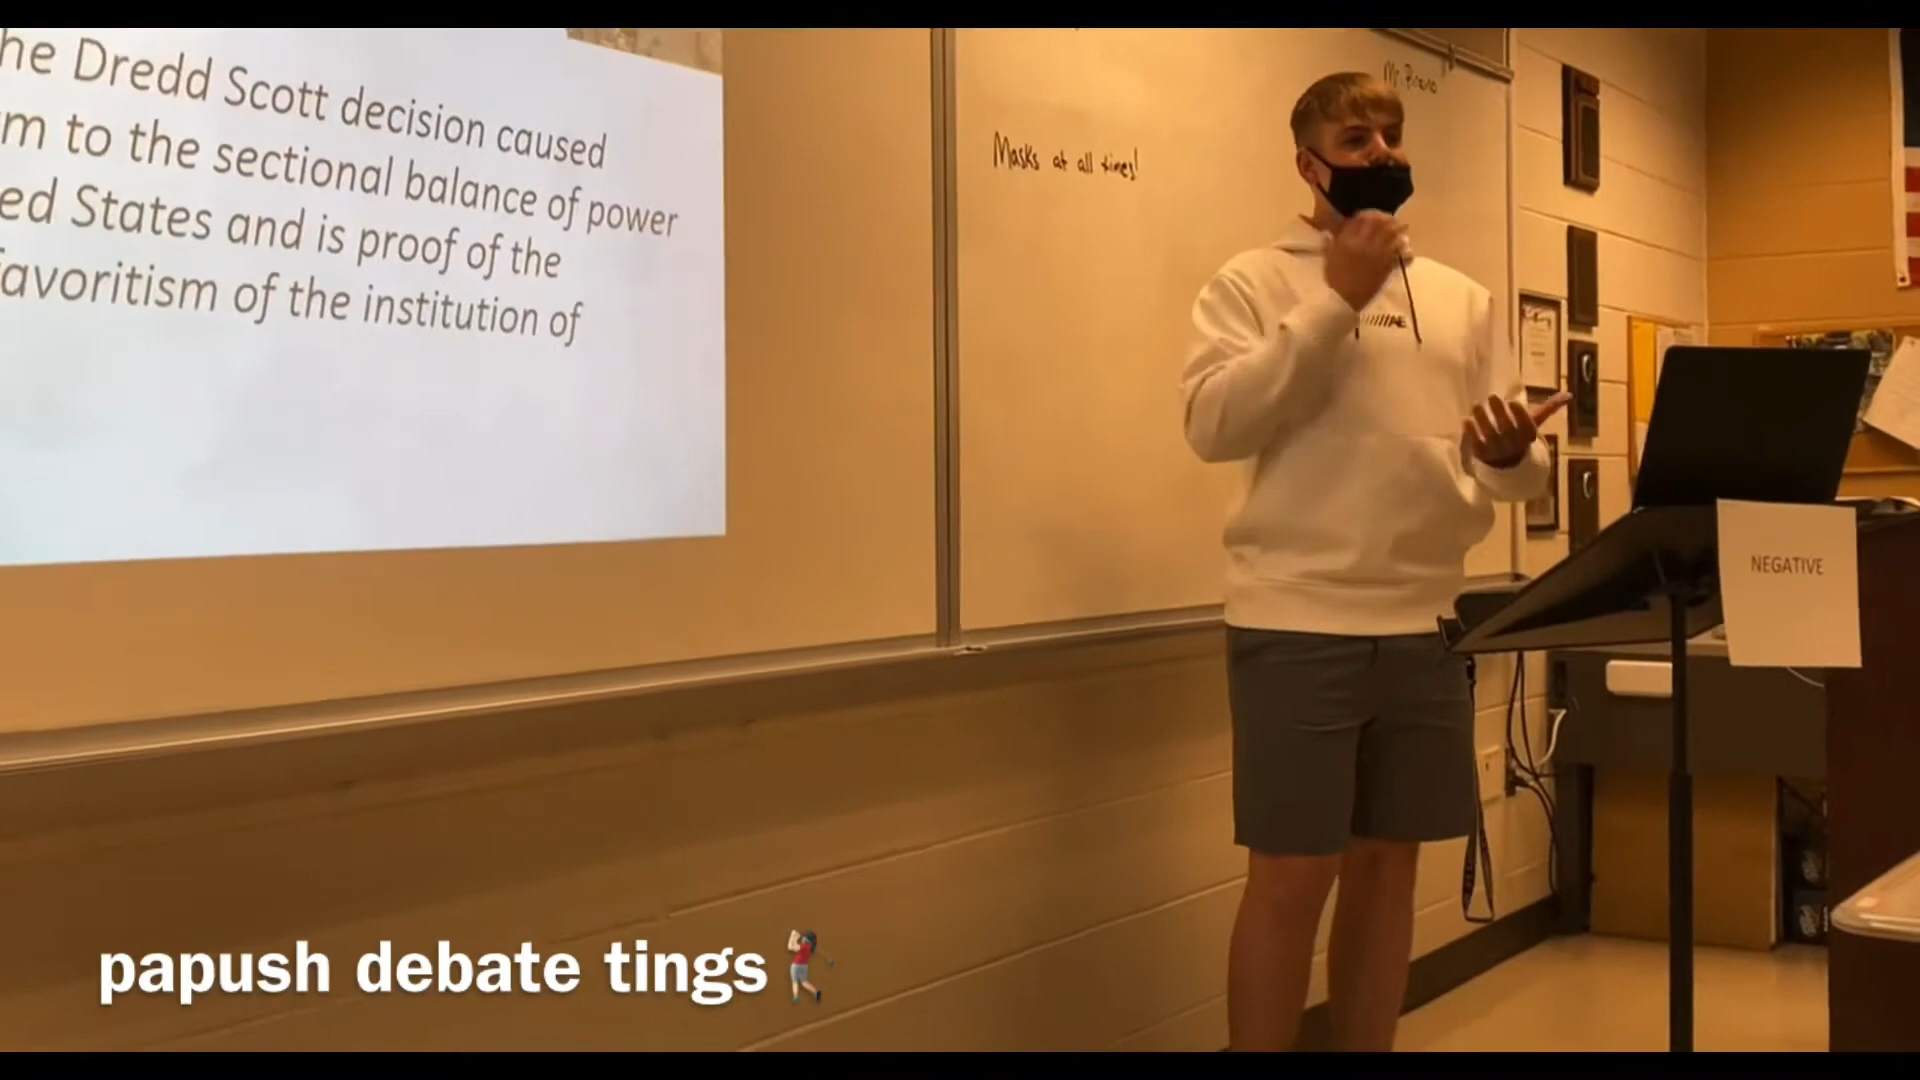 he Dredd Scott decision caused
m to the sectional balance of power
ed States and is proof of the
favoritism of the institution of
Masks at all times!
NEGATIVE
papush debate tings